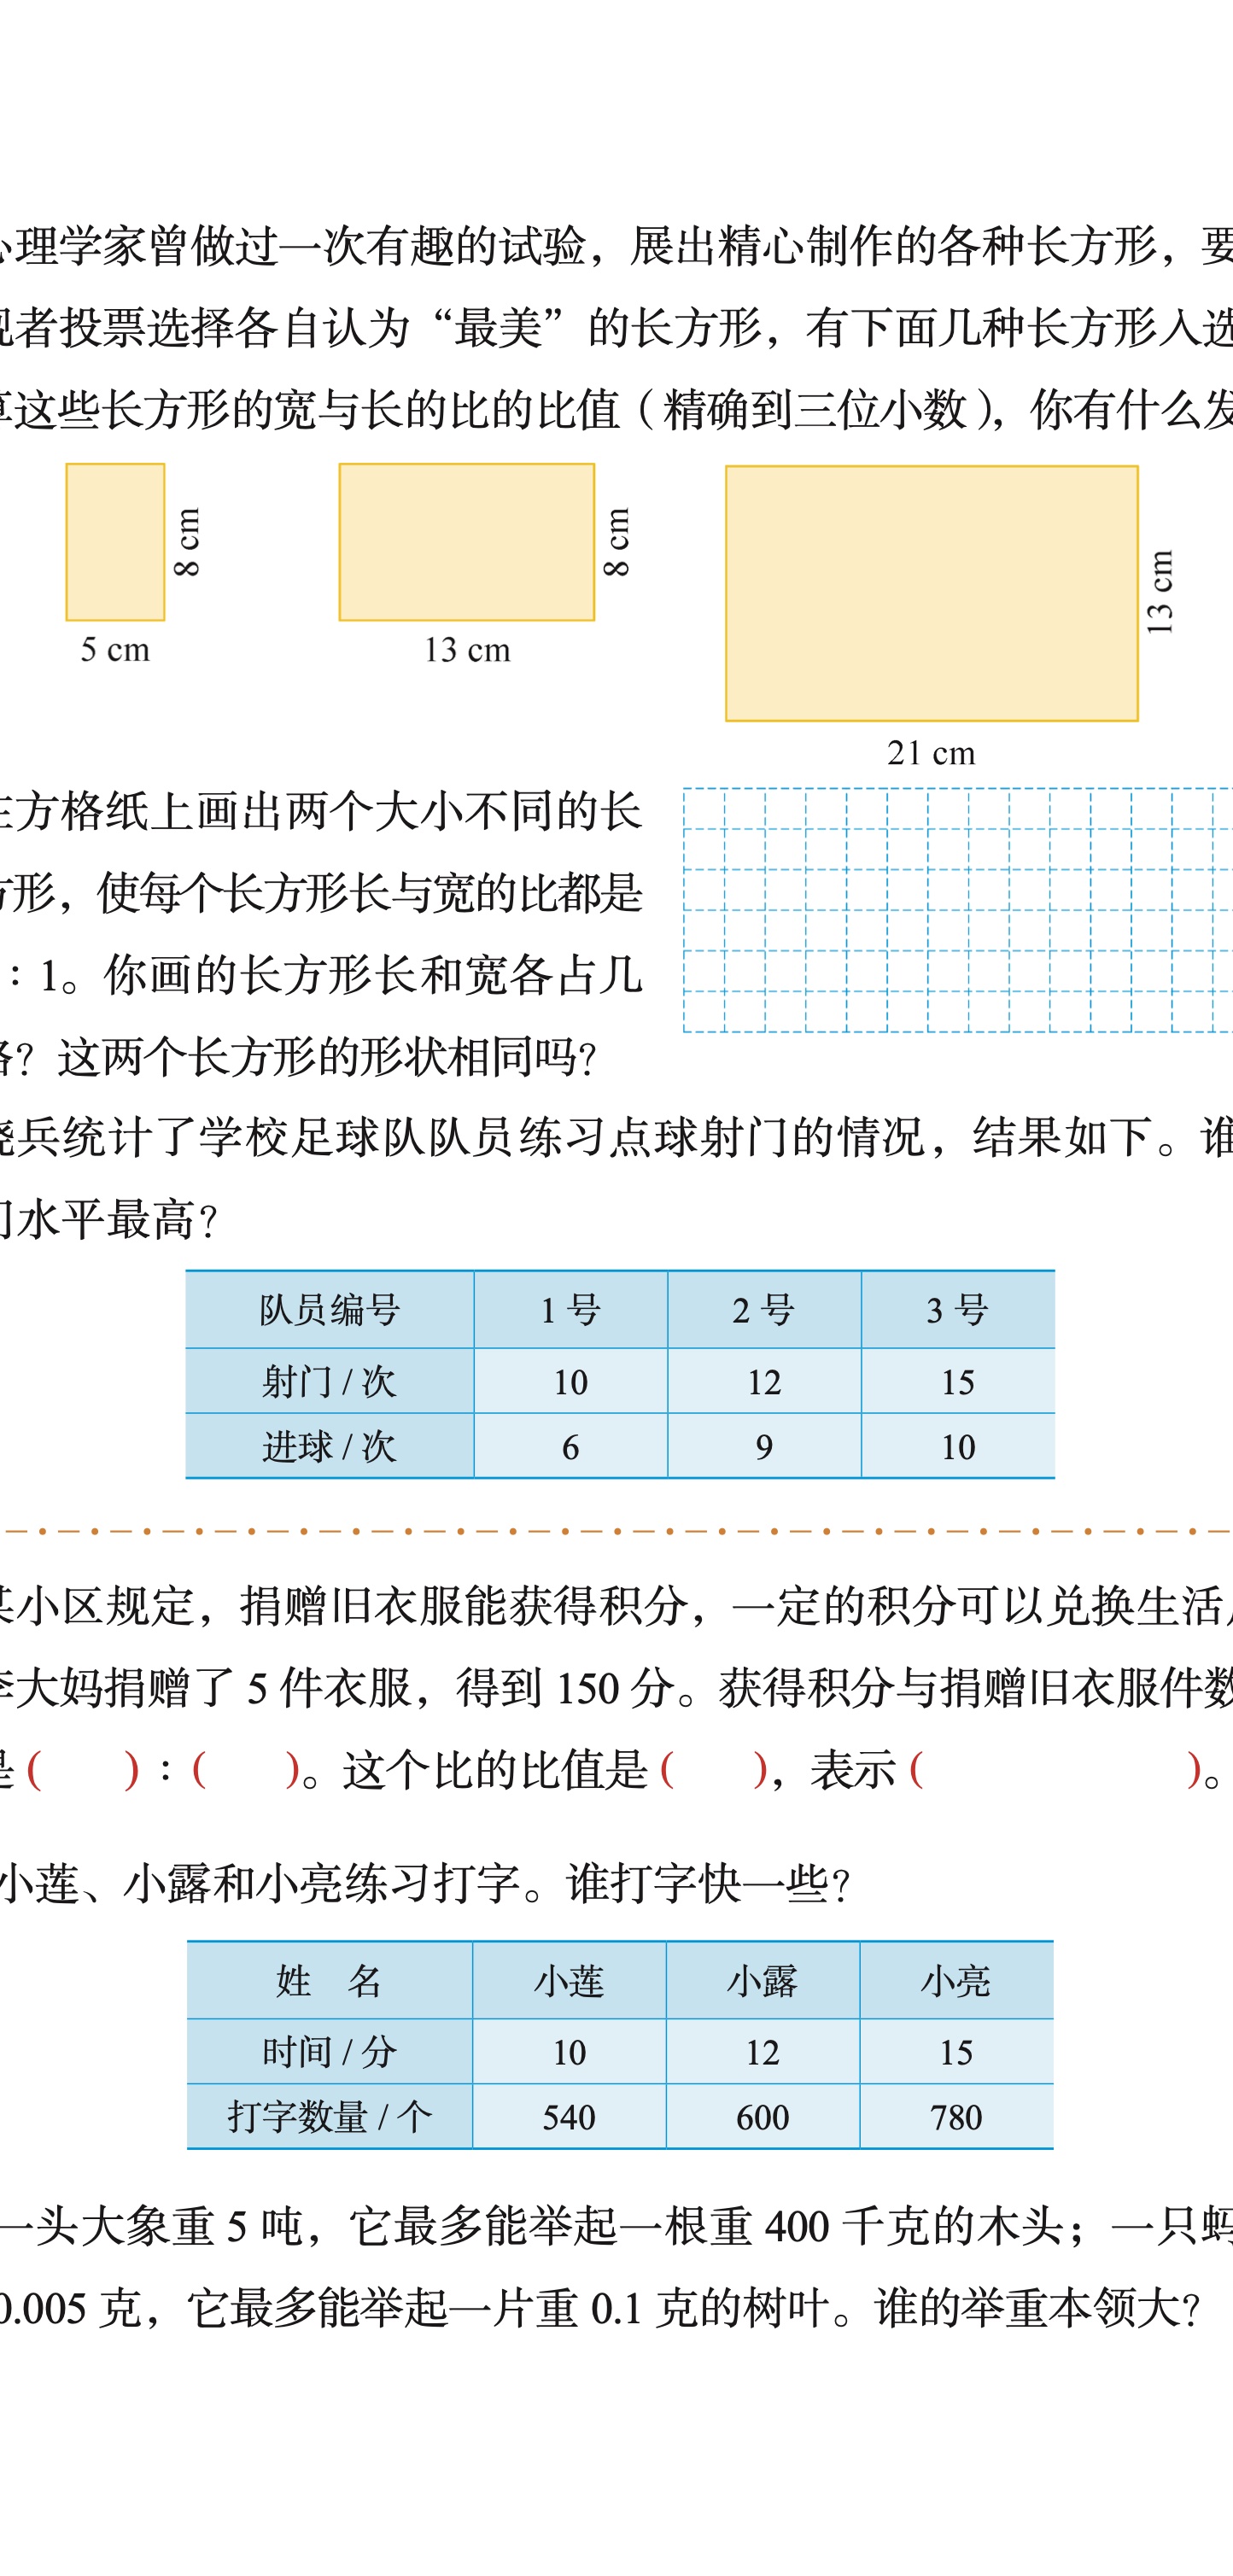 理学家曾做过一次有趣的试验，展出精心制作的各种长方形，要
者投票选择各自认为“最美”的长方形，有下面几种长方形入选
这些长方形的宽与长的比的比值（精确到三位小数），你有什么发
8 cm
8 cm
13 cm
5 cm
13 cm
21 cm
方格纸上画出两个大小不同的长
形，使每个长方形长与宽的比都是
：1。你画的长方形长和宽各占几
？这两个长方形的形状相同吗？
兵统计了学校足球队队员练习点球射门的情况，结果如下。谁
水平最高？
队员编号 1 号 2 号 3 号
射门 / 次 10 12 15
进球 / 次 6 9 10
小区规定，捐赠旧衣服能获得积分，一定的积分可以兑换生活
大妈捐赠了 5 件衣服，得到 150 分。获得积分与捐赠旧衣服件数
是（ ）：（ ）。这个比的比值是（ ），表示（ ）。
小莲、小露和小亮练习打字。谁打字快一些？
姓 名 小莲 小露 小亮
时间 / 分 10 12 15
打字数量 / 个 540 600 780
一头大象重 5 吨，它最多能举起一根重 400 千克的木头；一只蚂
0.005 克，它最多能举起一片重 0.1 克的树叶。谁的举重本领大？